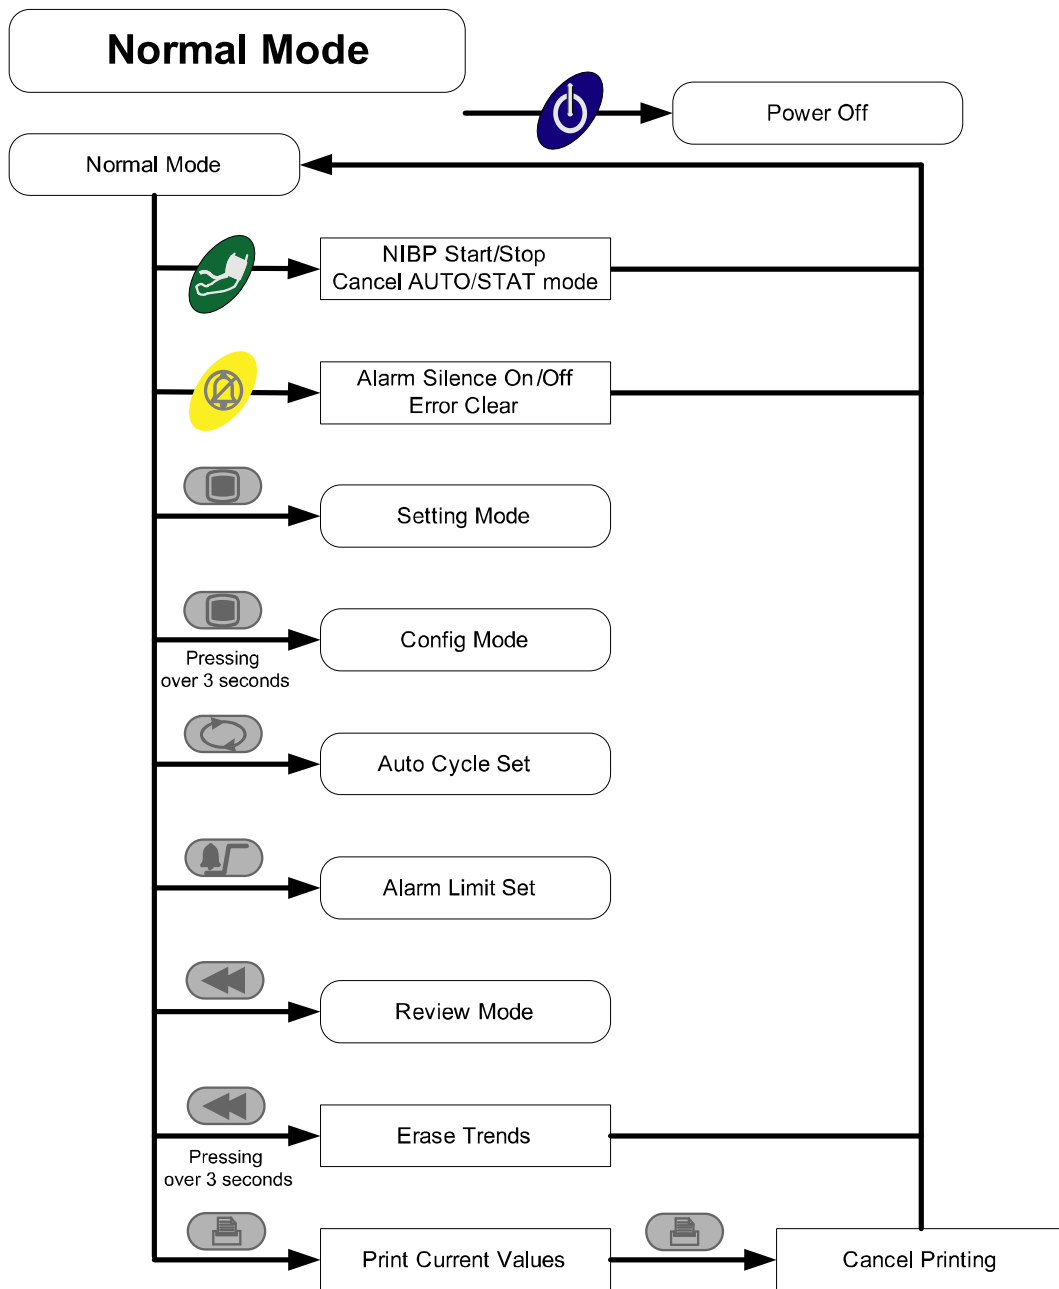 Normal Mode
Power Off
Normal Mode
NIBP Start/Stop
Cancel AUTO/STAT mode
Alarm Silence On/Off
Error Clear
Setting Mode
Config Mode
Pressing
over 3 seconds
Auto Cycle Set
Alarm Limit Set
Review Mode
Erase Trends
Pressing
over 3 seconds
Print Current Values
Cancel Printing